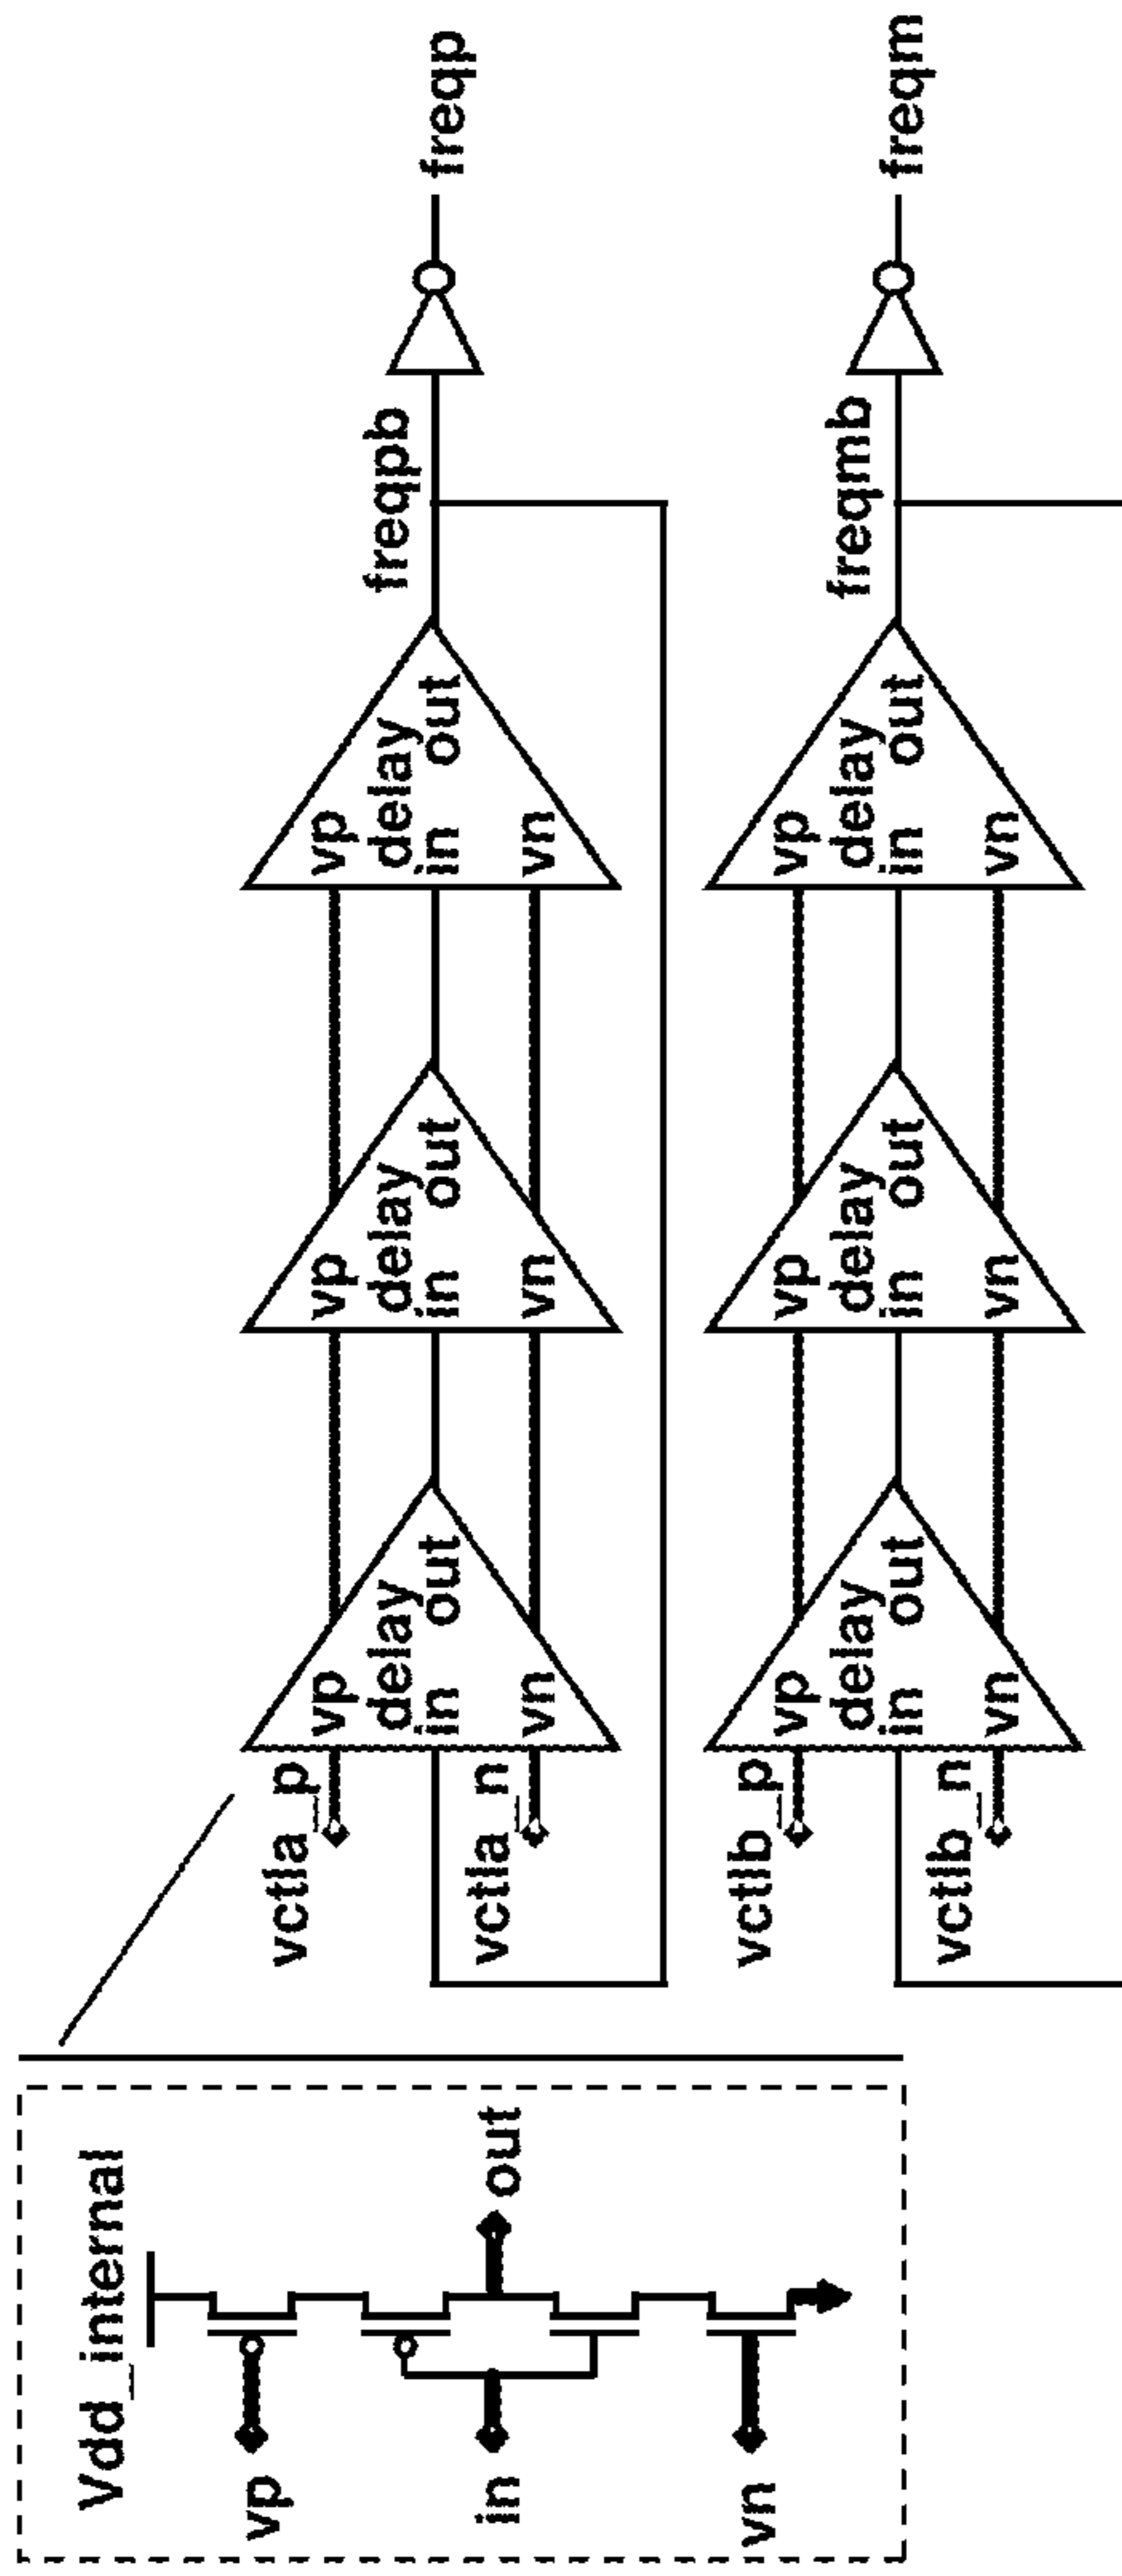 Vdd_internal
vp
in
out
vn
vctla_p
vctla_n
vp
delay
in out
vn
vp
delay
in out
vn
vp
delay
in out
vn
freqpb
freqp
vctlb_p
vctlb_n
vp
delay
in out
vn
vp
delay
in out
vn
vp
delay
in out
vn
freqmb
freqm